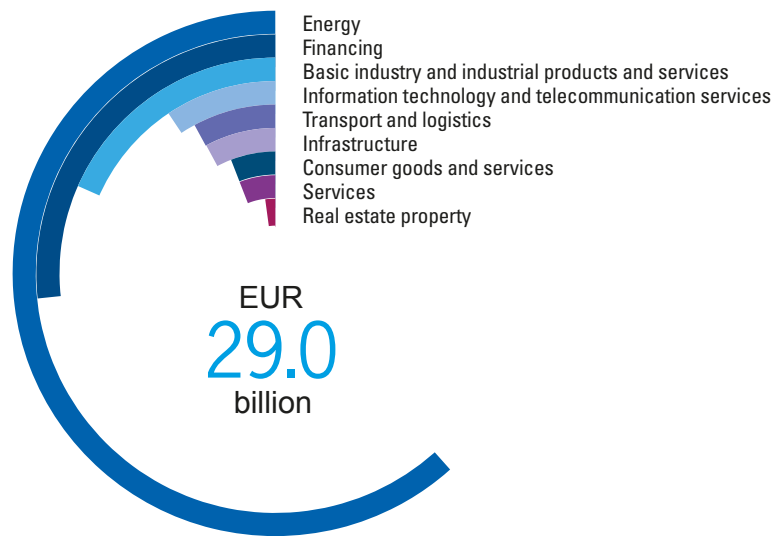 Energy
Financing
Basic industry and industrial products and services
Information technology and telecommunication services
Transport and logistics
Infrastructure
Consumer goods and services
Services
Real estate property
EUR
29.0
billion